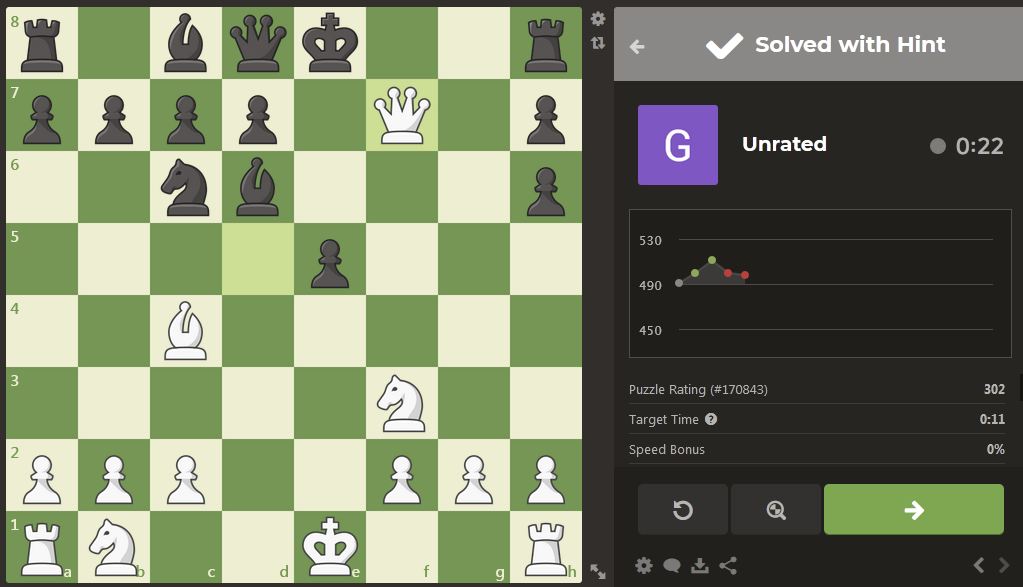 8
7
6
5
4
3
2
1
a b c d e f g h
Solved with Hint
G
Unrated
0:22
530
490
450
Puzzle Rating (#170843) 302
Target Time ? 0:11
Speed Bonus 0%